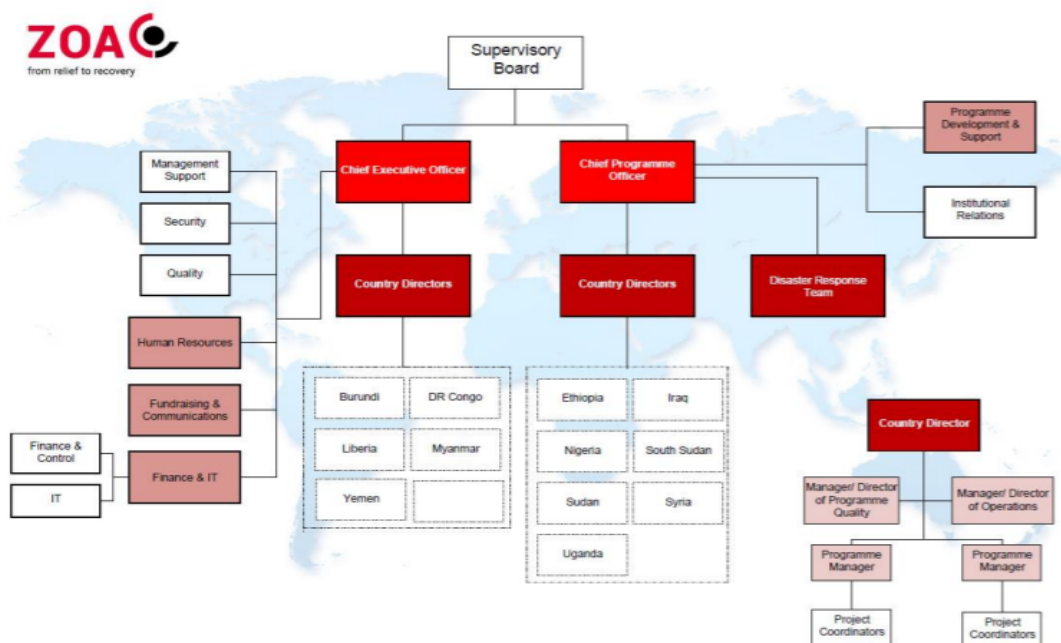 ZOA
from relief to recovery
Supervisory
Board
Chief Executive Officer
Chief Programme
Officer
Programme
Development &
Support
Institutional
Relations
Management
Support
Security
Quality
Human Resources
Fundraising &
Communications
Finance & IT
Finance &
Control
IT
Country Directors
Country Directors
Disaster Response
Team
Burundi
DR Congo
Liberia
Myanmar
Yemen
Ethiopia
Iraq
Nigeria
South Sudan
Sudan
Syria
Uganda
Country Director
Manager/ Director
of Programme
Quality
Manager/ Director
of Operations
Programme
Manager
Programme
Manager
Project
Coordinators
Project
Coordinators